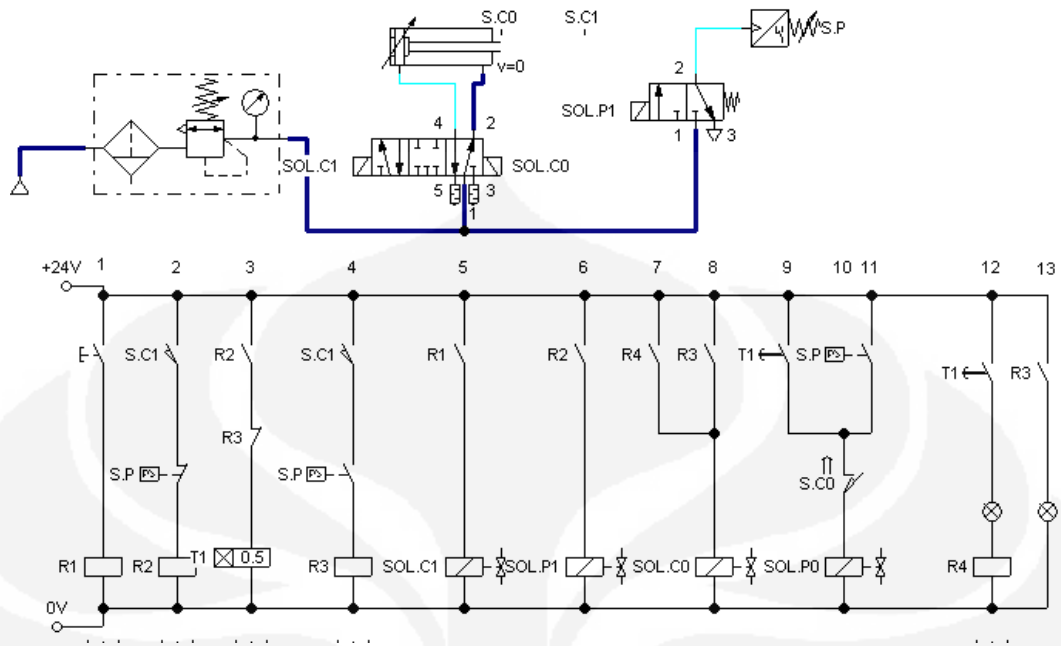 S.C0 S.C1
S.P
v=0
2
SOL.P1
4 2
1 3
SOL.C1 SOL.C0
5 3
1
+24V 1 2 3 4 5 6 7 8 9 10 11 12 13
S.C1 R2 S.C1 R1 R2 R4 R3 T1 S.P
T1 R3
R3
S.P S.P S.C0
R1 R2 T1 0.5 R3 SOL.C1 SOL.P1 SOL.C0 SOL.P0 R4
0V